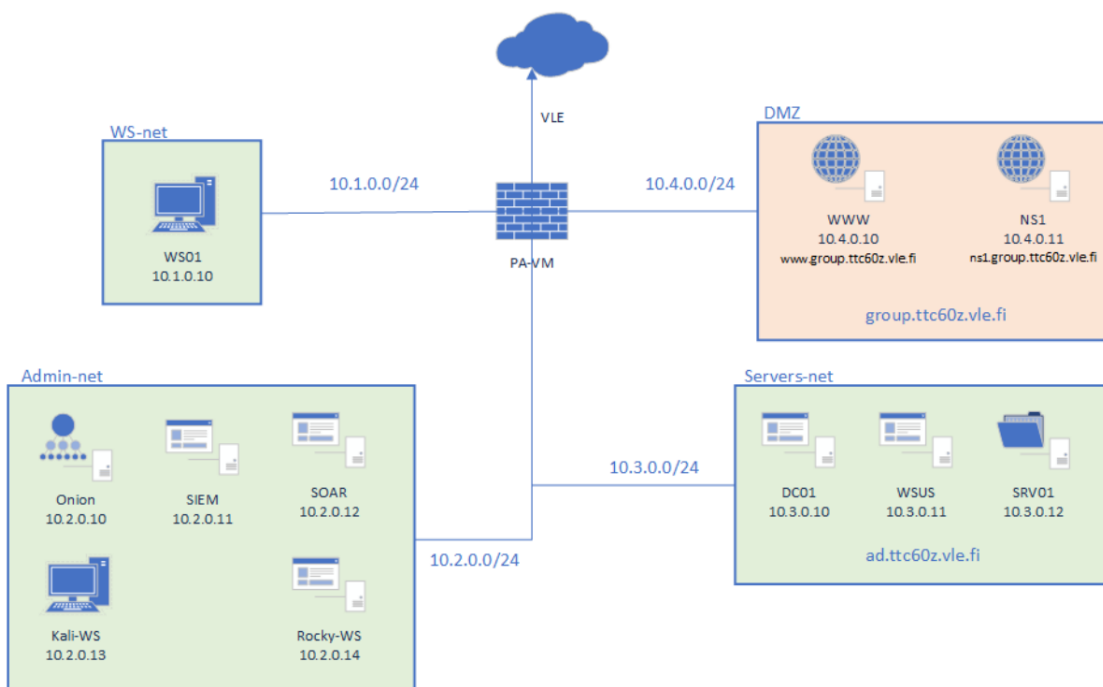 VLE
WS-net
10.1.0.0/24
WS01
10.1.0.10
PA-VM
10.4.0.0/24
DMZ
WWW
10.4.0.10
www.group.ttc60z.vle.fi
NS1
10.4.0.11
ns1.group.ttc60z.vle.fi
group.ttc60z.vle.fi
Admin-net
Onion
10.2.0.10
SIEM
10.2.0.11
SOAR
10.2.0.12
Kali-WS
10.2.0.13
Rocky-WS
10.2.0.14
10.2.0.0/24
10.3.0.0/24
Servers-net
DC01
10.3.0.10
WSUS
10.3.0.11
SRV01
10.3.0.12
ad.ttc60z.vle.fi